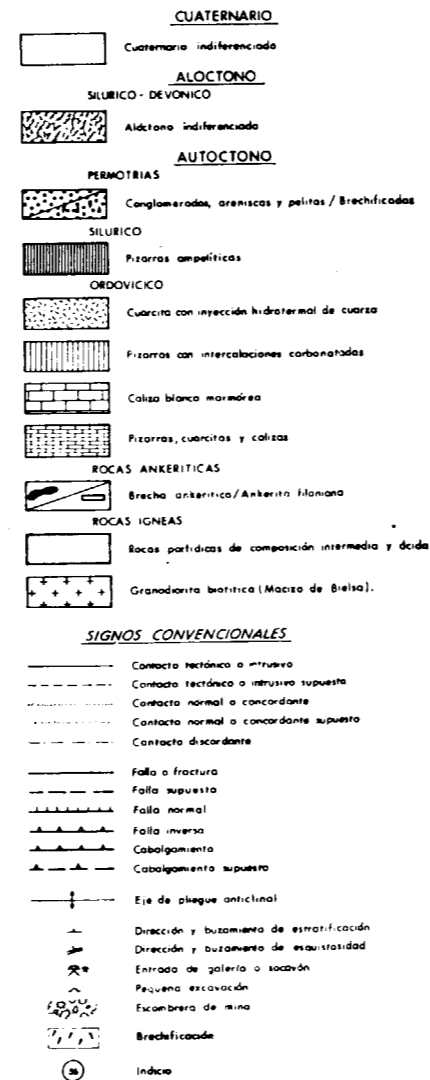 CUATERNARIO
Cuaternario indiferenciado
ALOCTONO
SILURICO - DEVONICO
Alóctono indiferenciado
AUTOCTONO
PERMOTRIAS
Conglomerados, areniscas y pelitas / Brechificadas
SILURICO
Pizarras ampelíticas
ORDOVICICO
Cuarcita con inyección hidrotermal de cuarzo
Pizarras con intercalaciones carbonatadas
Caliza blanca marmórea
Pizarras, cuarcitas y calizas
ROCAS ANKERITICAS
Brecha ankerítica / Ankerita filoniana
ROCAS IGNEAS
Rocas porfídicas de composición intermedia y ácida
Granodiorita biotítica (Macizo de Bielsa).
SIGNOS CONVENCIONALES
Contacto tectónico o intrusivo
Contacto tectónico o intrusivo supuesto
Contacto normal o concordante
Contacto normal o concordante supuesto
Contacto discordante
Falla o fractura
Falla supuesta
Falla normal
Falla inversa
Cabalgamiento
Cabalgamiento supuesto
Eje de pliegue anticlinal
Dirección y buzamiento de estratificación
Dirección y buzamiento de esquistosidad
Entrada de galería o socavón
Pequeña excavación
Escombrera de mina
Brechificación
56 Indicio